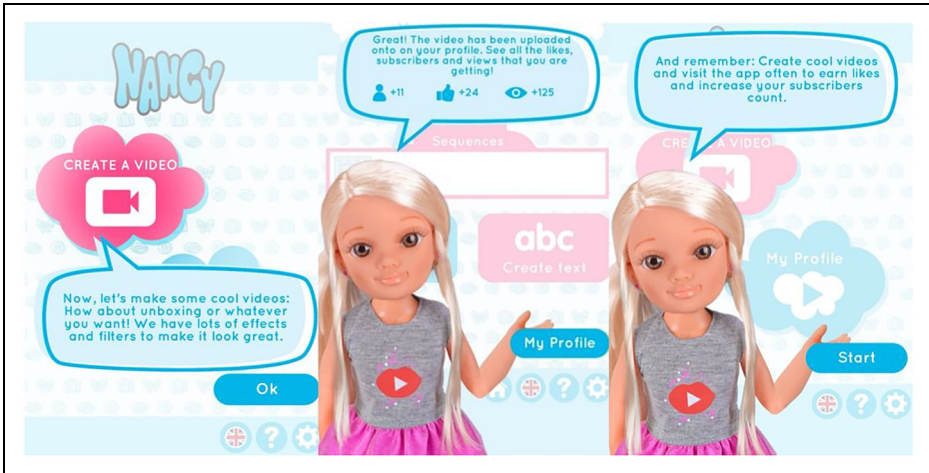 NANCY
CREATE A VIDEO
Now, let's make some cool videos:
How about unboxing or whatever
you want! We have lots of effects
and filters to make it look great.
Ok
Great! The video has been uploaded
onto on your profile. See all the likes,
subscribers and views that you are
getting!
+11 +24 +125
Sequences
abc
Create text
My Profile
And remember: Create cool videos
and visit the app often to earn likes
and increase your subscribers
count.
CREATE A VIDEO
My Profile
Start